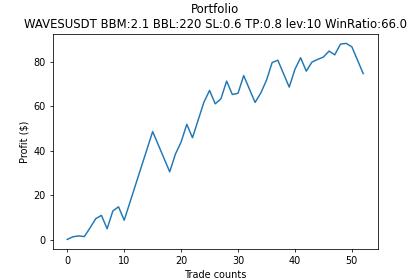 Portfolio
WAVESUSDT BBM:2.1 BBL:220 SL:0.6 TP:0.8 lev:10 WinRatio:66.0
Profit ($)
80
60
40
20
0
0 10 20 30 40 50
Trade counts